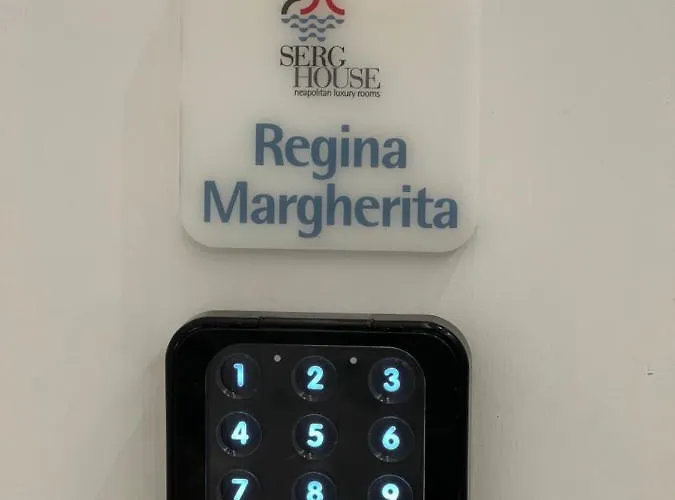 SERG
HOUSE
neapolitan luxury rooms
Regina
Margherita
1 2 3
4 5 6
7 8 9